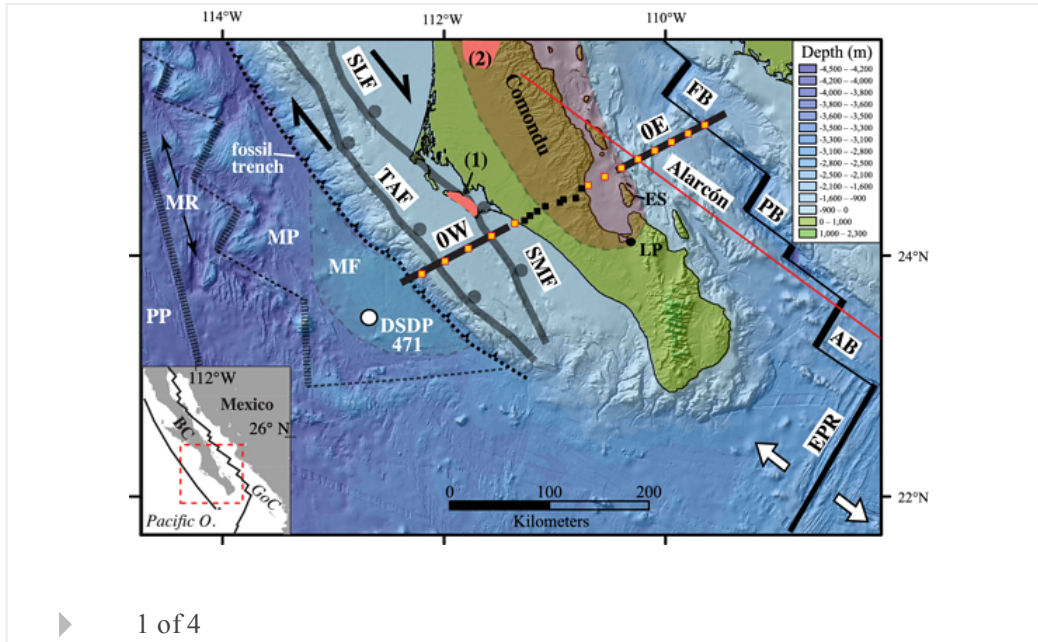 114°W
112°W
110°W
SLF
(2)
Comondu
FB
0E
Depth (m)
-4,500 – -4,200
-4,200 – -4,000
-4,000 – -3,800
-3,800 – -3,600
-3,600 – -3,500
-3,500 – -3,300
-3,300 – -3,100
-3,100 – -2,800
-2,800 – -2,500
-2,500 – -2,100
-2,100 – -1,600
-1,600 – -900
-900 – 0
0 – 1,000
1,000 – 2,300
fossil
trench
(1)
TAF
MR
Alarcón
ES
PB
MP
0W
LP
24°N
MF
SMF
PP
DSDP
471
AB
112°W
Mexico
26° N
BC
GoC
Pacific O.
EPR
0
100
200
Kilometers
22°N
1 of 4